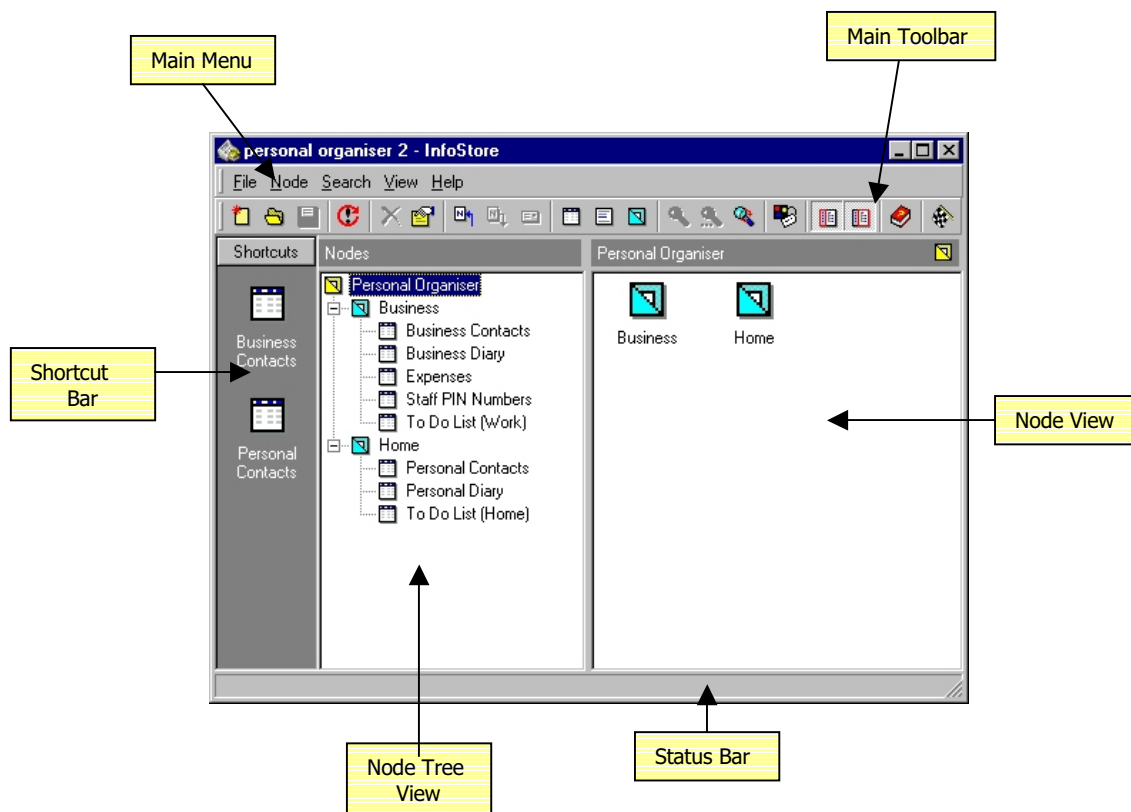 Main Menu
Main Toolbar
personal organiser 2 - InfoStore
File Node Search View Help
Shortcuts
Nodes
Personal Organiser
Personal Organiser
Business
Business Contacts
Business Diary
Expenses
Staff PIN Numbers
To Do List (Work)
Home
Personal Contacts
Personal Diary
To Do List (Home)
Business
Contacts
Personal
Contacts
Business
Home
Shortcut
Bar
Node View
Node Tree
View
Status Bar